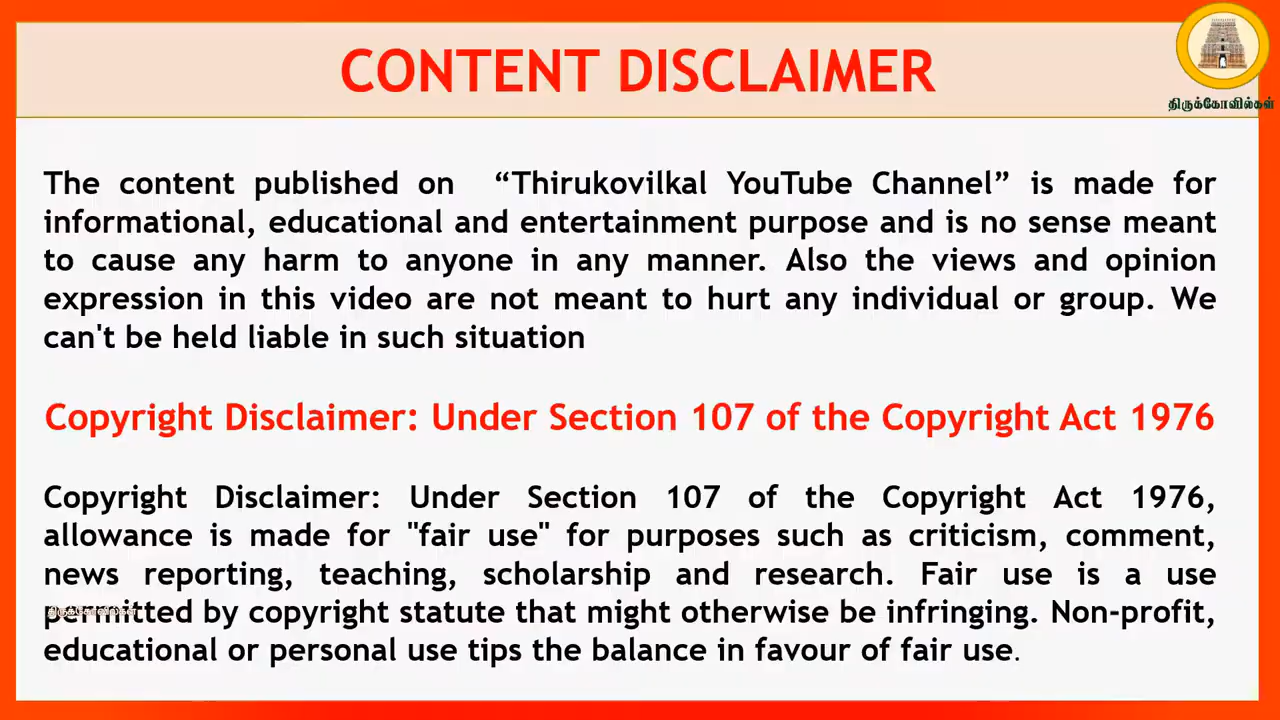 CONTENT DISCLAIMER
திருக்கோவில்கள்
The content published on “Thirukovilkal YouTube Channel” is made for
informational, educational and entertainment purpose and is no sense meant
to cause any harm to anyone in any manner. Also the views and opinion
expression in this video are not meant to hurt any individual or group. We
can't be held liable in such situation
Copyright Disclaimer: Under Section 107 of the Copyright Act 1976
Copyright Disclaimer: Under Section 107 of the Copyright Act 1976,
allowance is made for "fair use" for purposes such as criticism, comment,
news reporting, teaching, scholarship and research. Fair use is a use
permitted by copyright statute that might otherwise be infringing. Non-profit,
திருக்கோவில்கள்
educational or personal use tips the balance in favour of fair use.